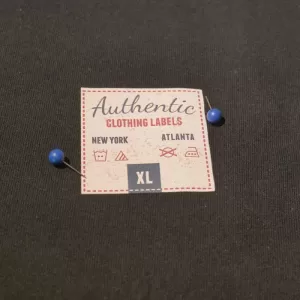 Authentic
CLOTHING LABELS
NEW YORK ATLANTA
XL